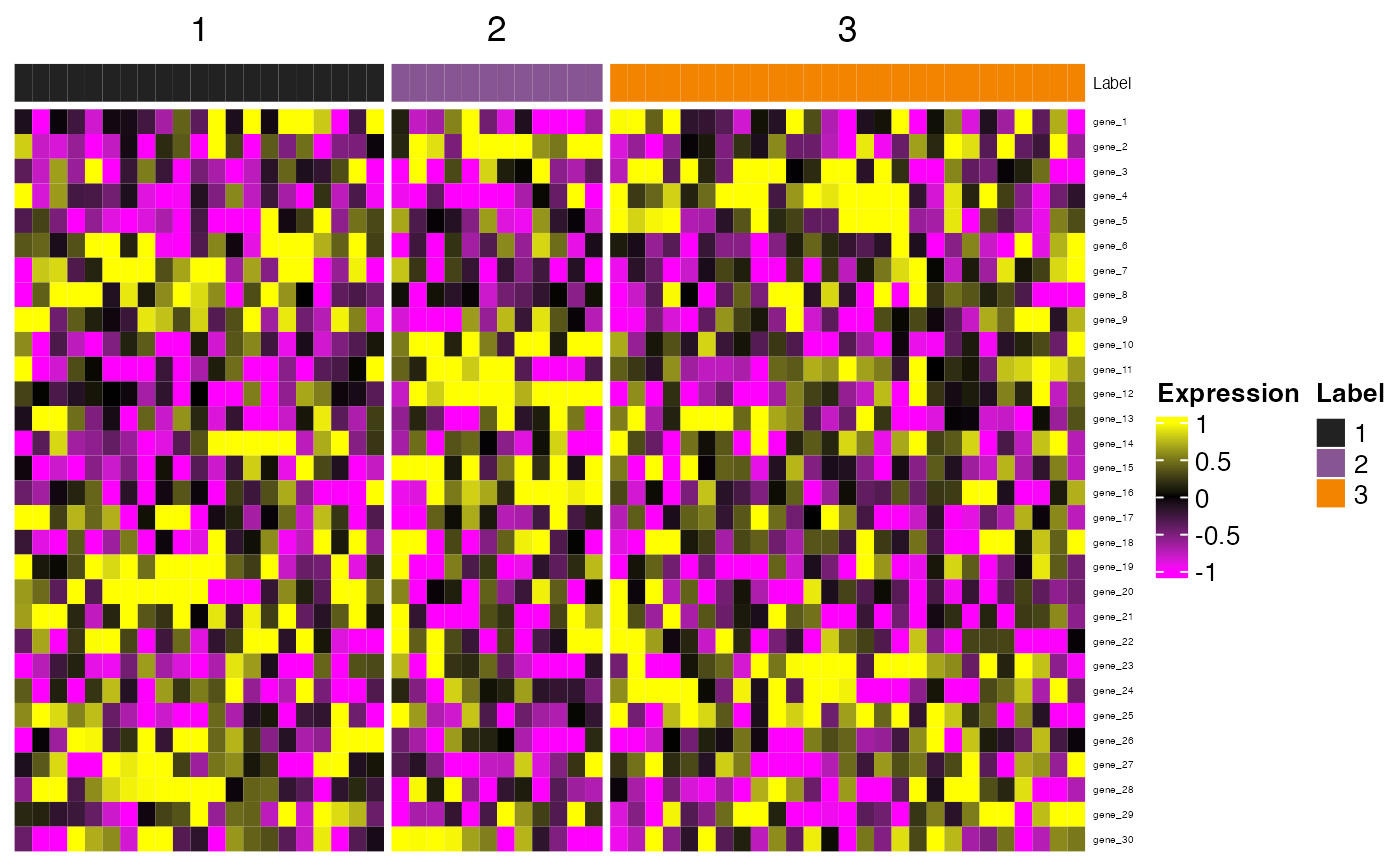 1 2 3
Label
gene_1
gene_2
gene_3
gene_4
gene_5
gene_6
gene_7
gene_8
gene_9
gene_10
gene_11
gene_12
gene_13
gene_14
gene_15
gene_16
gene_17
gene_18
gene_19
gene_20
gene_21
gene_22
gene_23
gene_24
gene_25
gene_26
gene_27
gene_28
gene_29
gene_30
Expression
1
0.5
0
-0.5
-1
Label
1
2
3